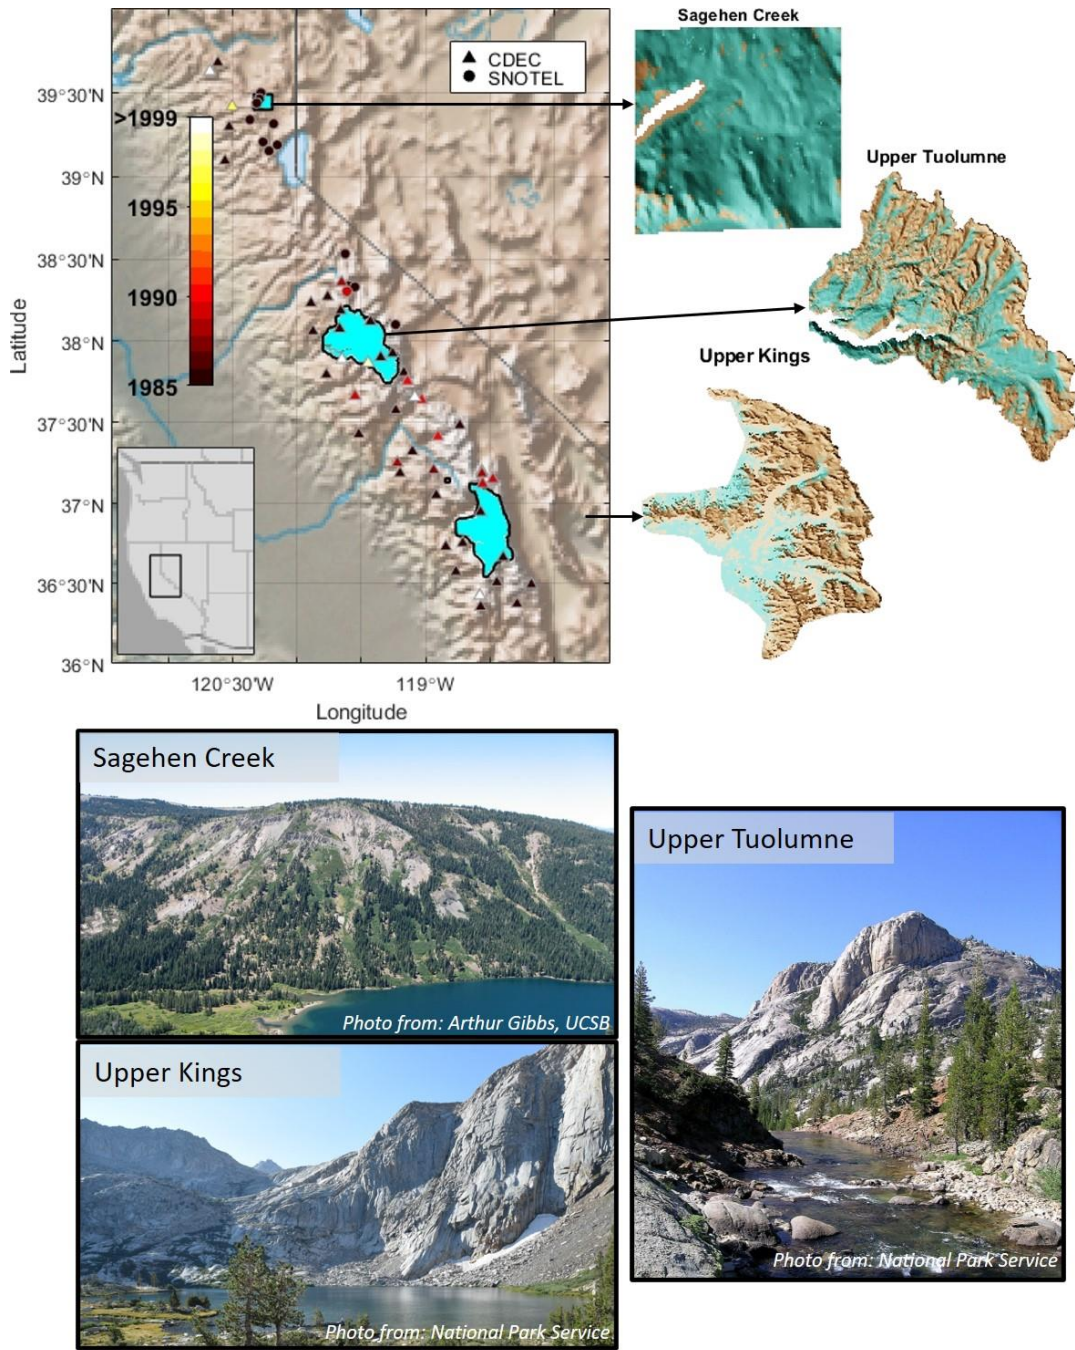 Sagehen Creek
CDEC
SNOTEL
39°30'N
>1999
39°N
1995
38°30'N
1990
38°N
1985
37°30'N
37°N
36°30'N
36°N
Latitude
120°30'W
119°W
Longitude
Upper Tuolumne
Upper Kings
Sagehen Creek
Photo from: Arthur Gibbs, UCSB
Upper Tuolumne
Photo from: National Park Service
Upper Kings
Photo from: National Park Service